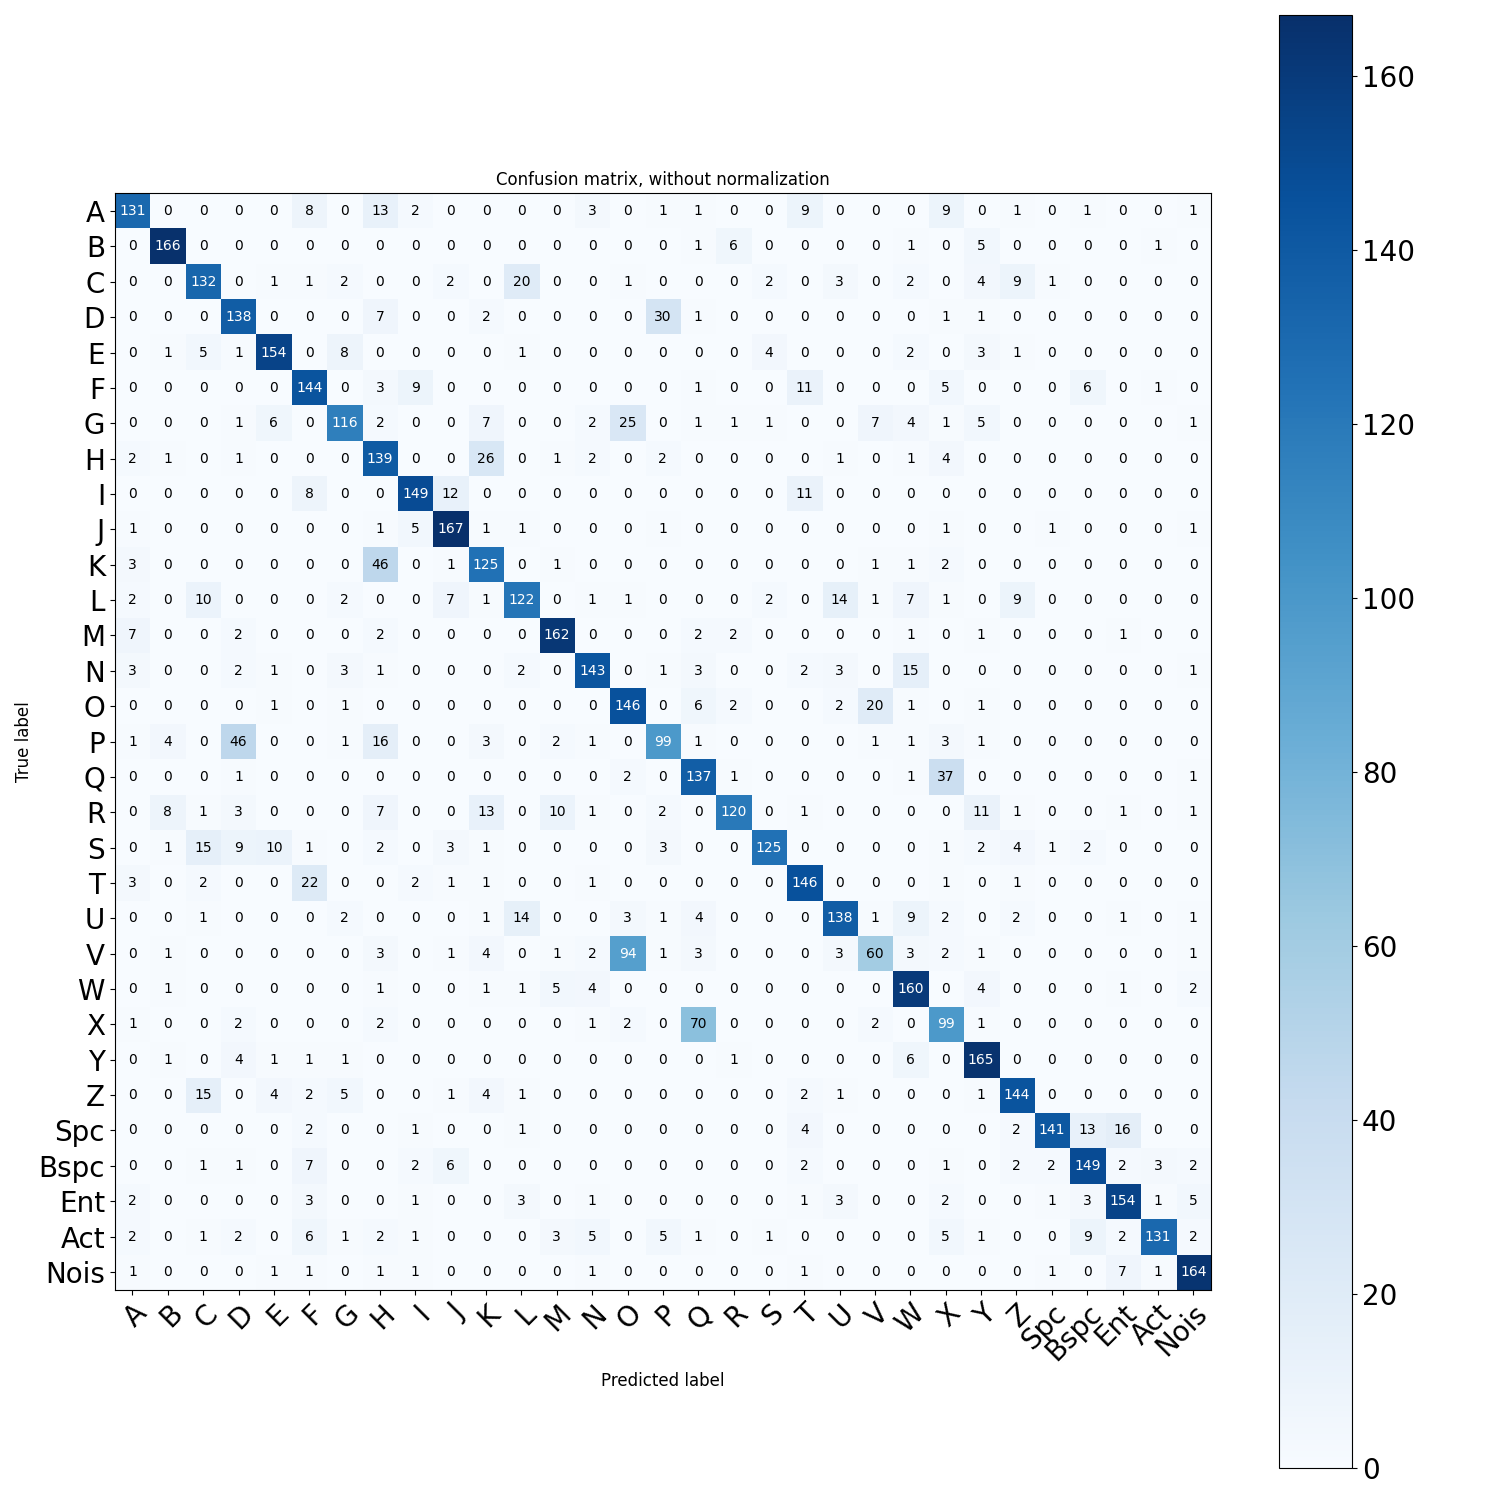 Confusion matrix, without normalization
A 131 0 0 0 0 8 0 13 2 0 0 0 0 3 0 1 1 0 0 9 0 0 0 9 0 1 0 1 0 0 1
B 0 166 0 0 0 0 0 0 0 0 0 0 0 0 0 0 1 6 0 0 0 0 1 0 5 0 0 0 0 1 0
C 0 0 132 0 1 1 2 0 0 2 0 20 0 0 1 0 0 0 2 0 3 0 2 0 4 9 1 0 0 0 0
D 0 0 0 138 0 0 0 7 0 0 2 0 0 0 0 30 1 0 0 0 0 0 0 1 1 0 0 0 0 0 0
E 0 1 5 1 154 0 8 0 0 0 0 1 0 0 0 0 0 0 4 0 0 0 2 0 3 1 0 0 0 0 0
F 0 0 0 0 0 144 0 3 9 0 0 0 0 0 0 0 1 0 0 11 0 0 0 5 0 0 0 6 0 1 0
G 0 0 0 1 6 0 116 2 0 0 7 0 0 2 25 0 1 1 1 0 0 7 4 1 5 0 0 0 0 0 1
H 2 1 0 1 0 0 0 139 0 0 26 0 1 2 0 2 0 0 0 0 1 0 1 4 0 0 0 0 0 0 0
I 0 0 0 0 0 8 0 0 149 12 0 0 0 0 0 0 0 0 0 11 0 0 0 0 0 0 0 0 0 0 0
J 1 0 0 0 0 0 0 1 5 167 1 1 0 0 0 1 0 0 0 0 0 0 0 1 0 0 1 0 0 0 1
K 3 0 0 0 0 0 0 46 0 1 125 0 1 0 0 0 0 0 0 0 0 1 1 2 0 0 0 0 0 0 0
L 2 0 10 0 0 0 2 0 0 7 1 122 0 1 1 0 0 0 2 0 14 1 7 1 0 9 0 0 0 0 0
M 7 0 0 2 0 0 0 2 0 0 0 0 162 0 0 0 2 2 0 0 0 0 1 0 1 0 0 0 1 0 0
N 3 0 0 2 1 0 3 1 0 0 0 2 0 143 0 1 3 0 0 2 3 0 15 0 0 0 0 0 0 0 1
O 0 0 0 0 1 0 1 0 0 0 0 0 0 0 146 0 6 2 0 0 2 20 1 0 1 0 0 0 0 0 0
P 1 4 0 46 0 0 1 16 0 0 3 0 2 1 0 99 1 0 0 0 0 1 1 3 1 0 0 0 0 0 0
Q 0 0 0 1 0 0 0 0 0 0 0 0 0 0 2 0 137 1 0 0 0 0 1 37 0 0 0 0 0 0 1
R 0 8 1 3 0 0 0 7 0 0 13 0 10 1 0 2 0 120 0 1 0 0 0 0 11 1 0 0 1 0 1
S 0 1 15 9 10 1 0 2 0 3 1 0 0 0 0 3 0 0 125 0 0 0 0 1 2 4 1 2 0 0 0
T 3 0 2 0 0 22 0 0 2 1 1 0 0 1 0 0 0 0 0 146 0 0 0 1 0 1 0 0 0 0 0
U 0 0 1 0 0 0 2 0 0 0 1 14 0 0 3 1 4 0 0 0 138 1 9 2 0 2 0 0 1 0 1
V 0 1 0 0 0 0 0 3 0 1 4 0 1 2 94 1 3 0 0 0 3 60 3 2 1 0 0 0 0 0 1
W 0 1 0 0 0 0 0 1 0 0 1 1 5 4 0 0 0 0 0 0 0 0 160 0 4 0 0 0 1 0 2
X 1 0 0 2 0 0 0 2 0 0 0 0 0 1 2 0 70 0 0 0 0 2 0 99 1 0 0 0 0 0 0
Y 0 1 0 4 1 1 1 0 0 0 0 0 0 0 0 0 0 1 0 0 0 0 6 0 165 0 0 0 0 0 0
Z 0 0 15 0 4 2 5 0 0 1 4 1 0 0 0 0 0 0 0 2 1 0 0 0 1 144 0 0 0 0 0
Spc 0 0 0 0 0 2 0 0 1 0 0 1 0 0 0 0 0 0 0 4 0 0 0 0 0 2 141 13 16 0 0
Bspc 0 0 1 1 0 7 0 0 2 6 0 0 0 0 0 0 0 0 0 2 0 0 0 1 0 2 2 149 2 3 2
Ent 2 0 0 0 0 3 0 0 1 0 0 3 0 1 0 0 0 0 0 1 3 0 0 2 0 0 1 3 154 1 5
Act 2 0 1 2 0 6 1 2 1 0 0 0 3 5 0 5 1 0 1 0 0 0 0 5 1 0 0 9 2 131 2
Nois 1 0 0 0 1 1 0 1 1 0 0 0 0 1 0 0 0 0 0 1 0 0 0 0 0 0 1 0 7 1 164
A B C D E F G H I J K L M N O P Q R S T U V W X Y Z Spc Bspc Ent Act Nois
True label
Predicted label
160
140
120
100
80
60
40
20
0